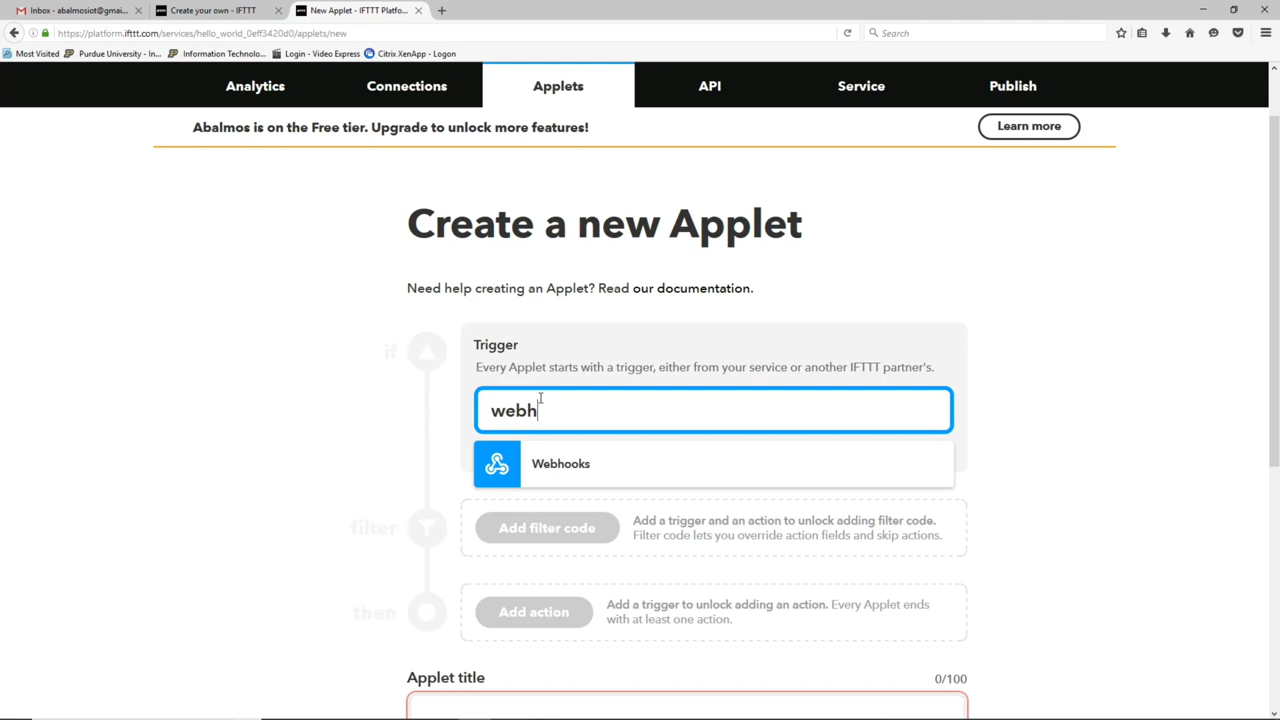 Inbox - abalmosiot@gmai...
Create your own - IFTTT
New Applet - IFTTT Platfo...
https://platform.ifttt.com/services/hello_world_0eff3420d0/applets/new
Search
Most Visited
Purdue University - In...
Information Technolo...
Login - Video Express
Citrix XenApp - Logon
Analytics
Connections
Applets
API
Service
Publish
Abalmos is on the Free tier. Upgrade to unlock more features!
Learn more
Create a new Applet
Need help creating an Applet? Read our documentation.
if
Trigger
Every Applet starts with a trigger, either from your service or another IFTTT partner's.
webh
Webhooks
filter
Add filter code
Add a trigger and an action to unlock adding filter code.
Filter code lets you override action fields and skip actions.
then
Add action
Add a trigger to unlock adding an action. Every Applet ends
with at least one action.
Applet title
0/100